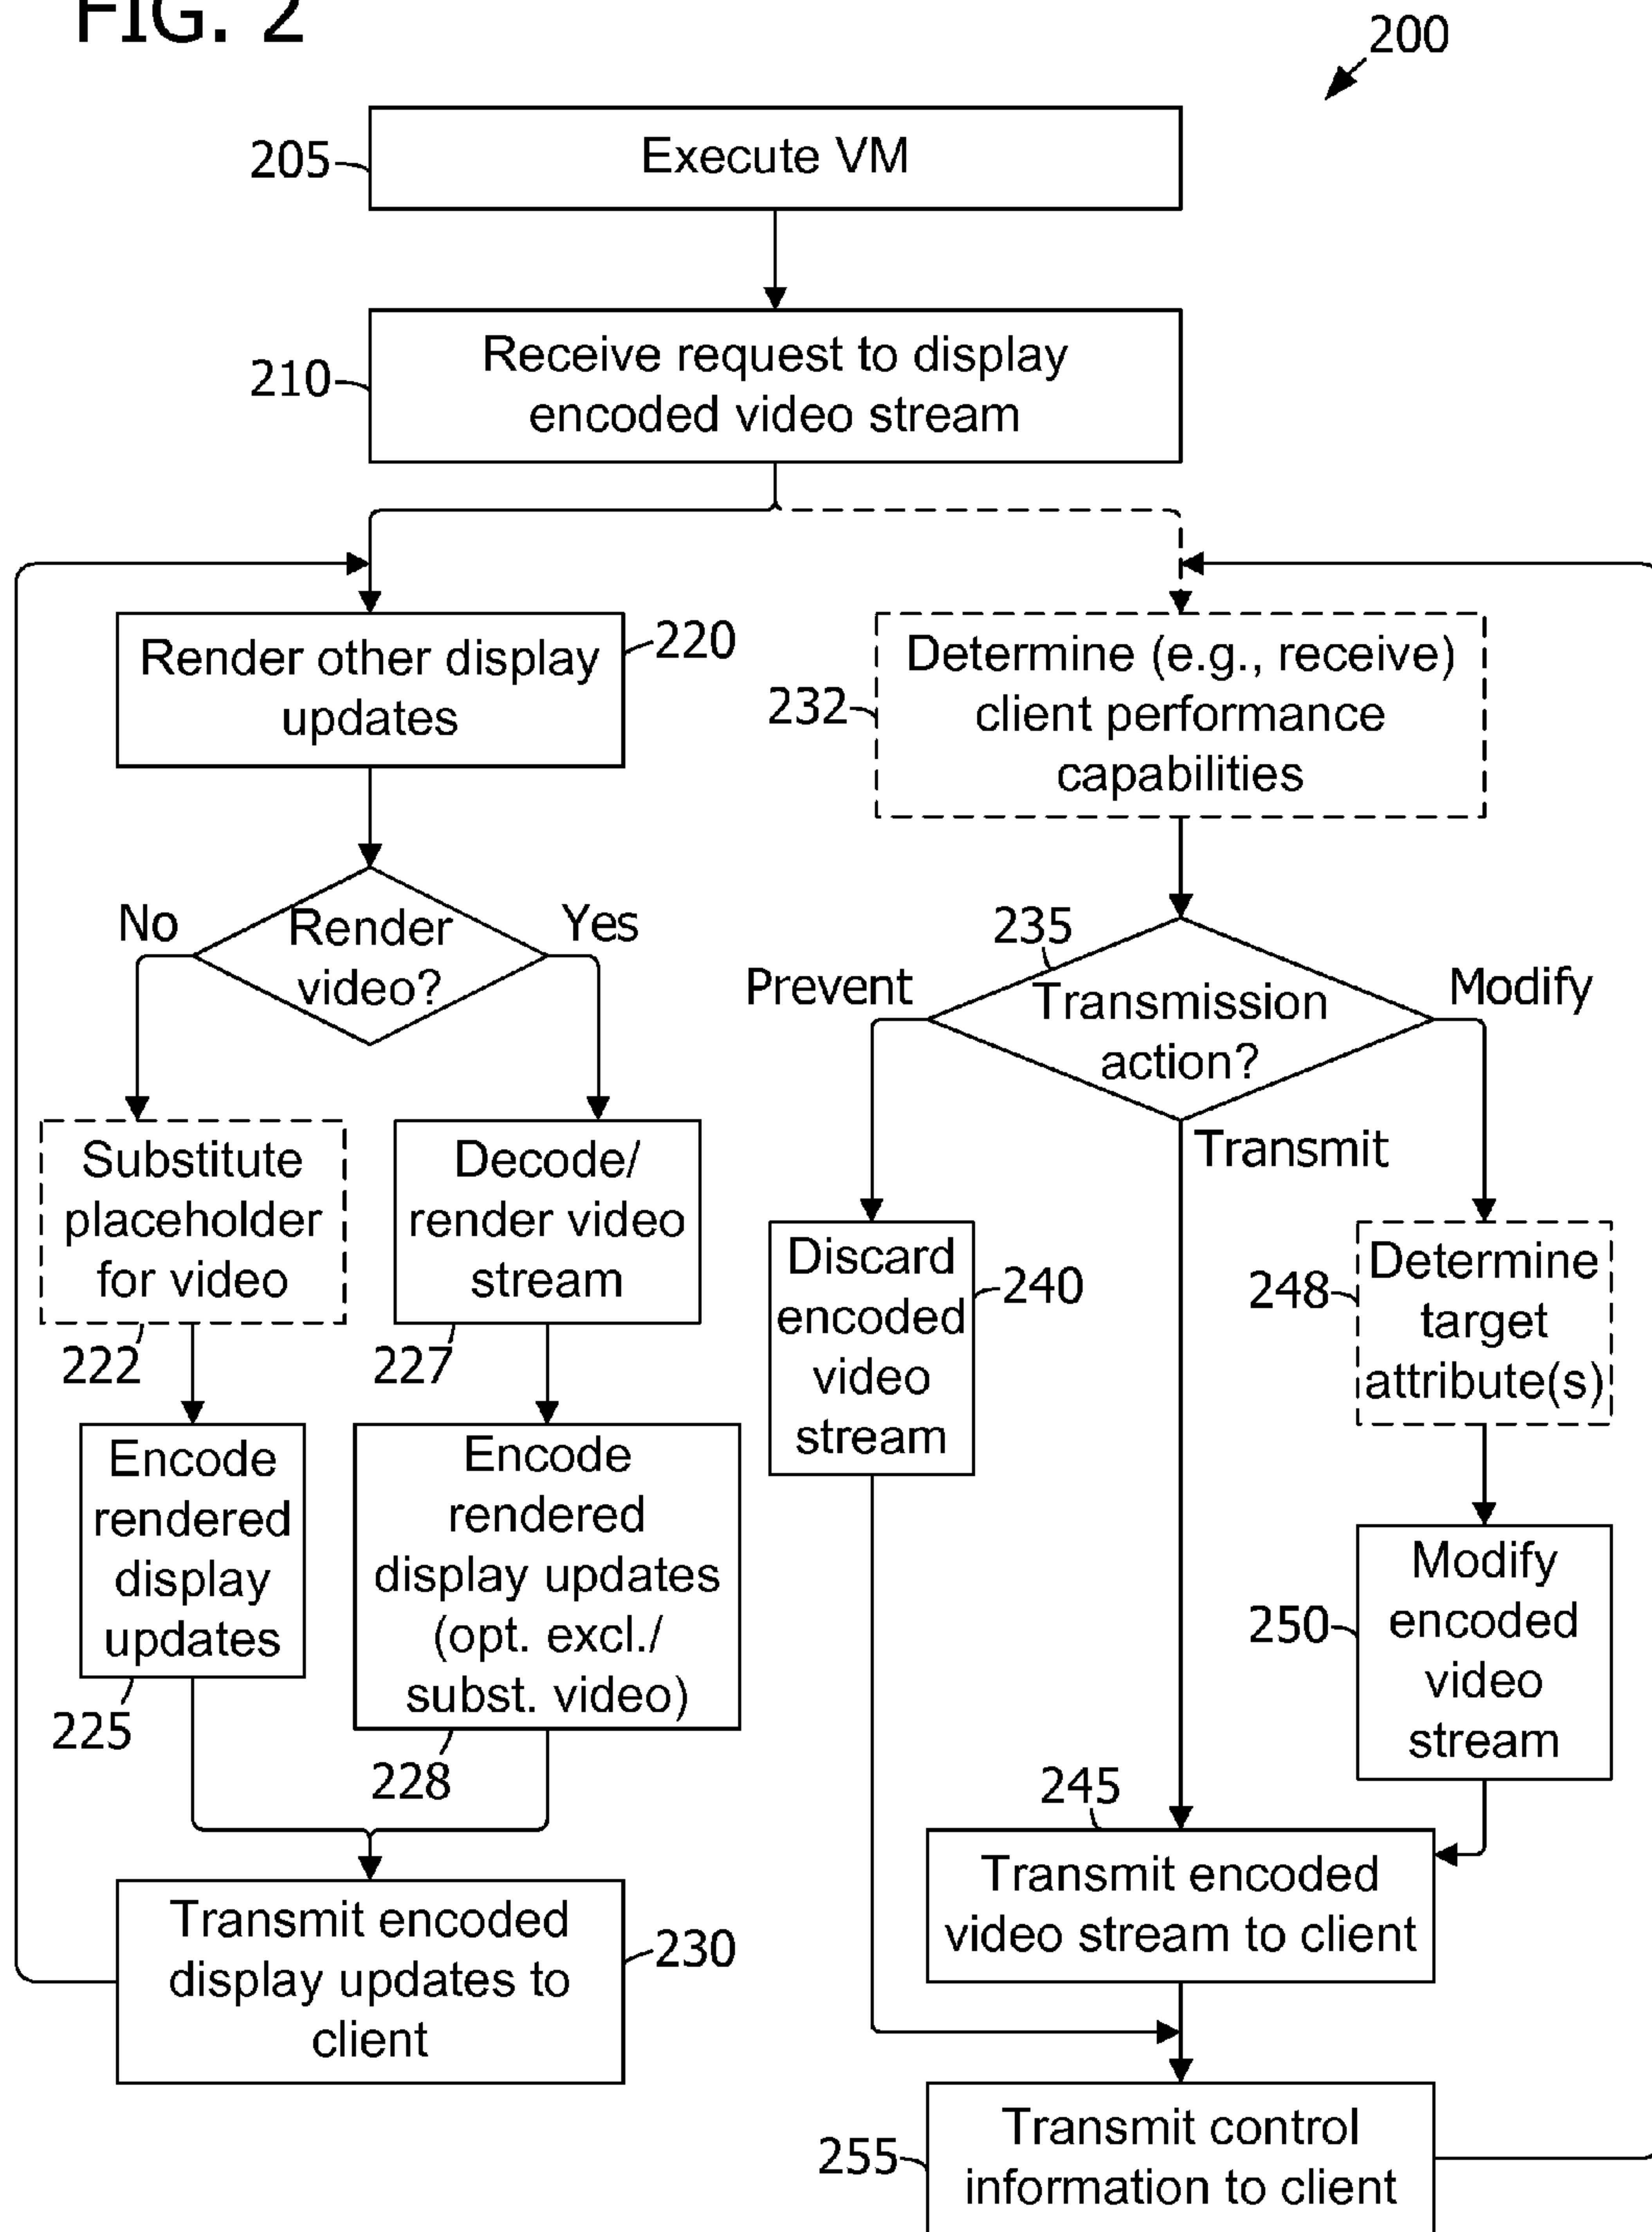 FIG. 2
200
205
Execute VM
210
Receive request to display
encoded video stream
Render other display
updates
220
232
Determine (e.g., receive)
client performance
capabilities
No
Render
video?
Yes
235
Prevent
Transmission
action?
Modify
Transmit
Substitute
placeholder
for video
222
Decode/
render video
stream
227
Discard
encoded
video
stream
240
248
Determine
target
attribute(s)
Encode
rendered
display
updates
225
Encode
rendered
display updates
(opt. excl./
subst. video)
228
250
Modify
encoded
video
stream
245
Transmit encoded
video stream to client
Transmit encoded
display updates to
client
230
255
Transmit control
information to client